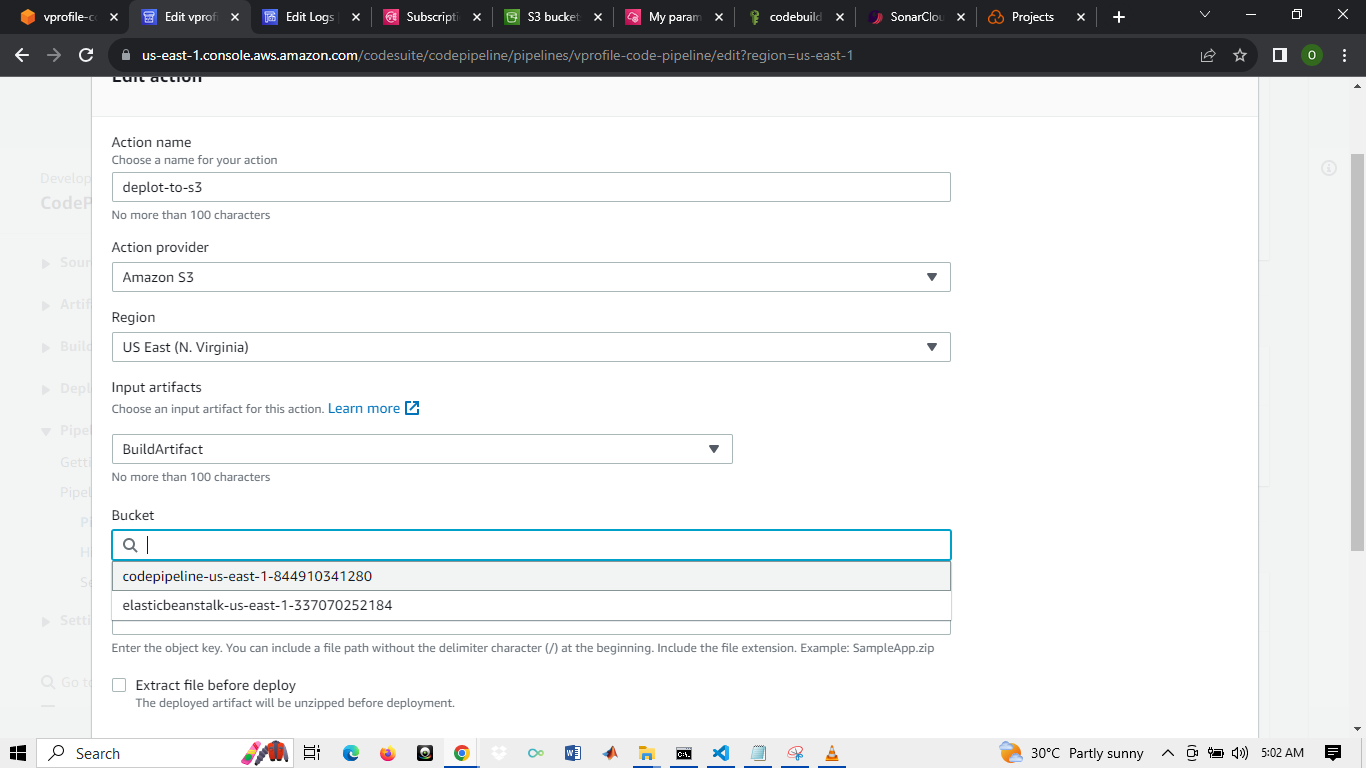 vprofile-co
Edit vprofi
Edit Logs
Subscripti
S3 bucket
My param
codebuild
SonarClou
Projects
us-east-1.console.aws.amazon.com/codesuite/codepipeline/pipelines/vprofile-code-pipeline/edit?region=us-east-1
O
Edit action
Develop
CodeP
Sour
Artif
Build
Deplo
Pipel
Getti
Pipel
Pi
Hi
Se
Setti
Go to
Action name
Choose a name for your action
deplot-to-s3
No more than 100 characters
Action provider
Amazon S3
Region
US East (N. Virginia)
Input artifacts
Choose an input artifact for this action. Learn more
BuildArtifact
No more than 100 characters
Bucket
codepipeline-us-east-1-844910341280
elasticbeanstalk-us-east-1-337070252184
Enter the object key. You can include a file path without the delimiter character (/) at the beginning. Include the file extension. Example: SampleApp.zip
Extract file before deploy
The deployed artifact will be unzipped before deployment.
Search
30°C Partly sunny
5:02 AM